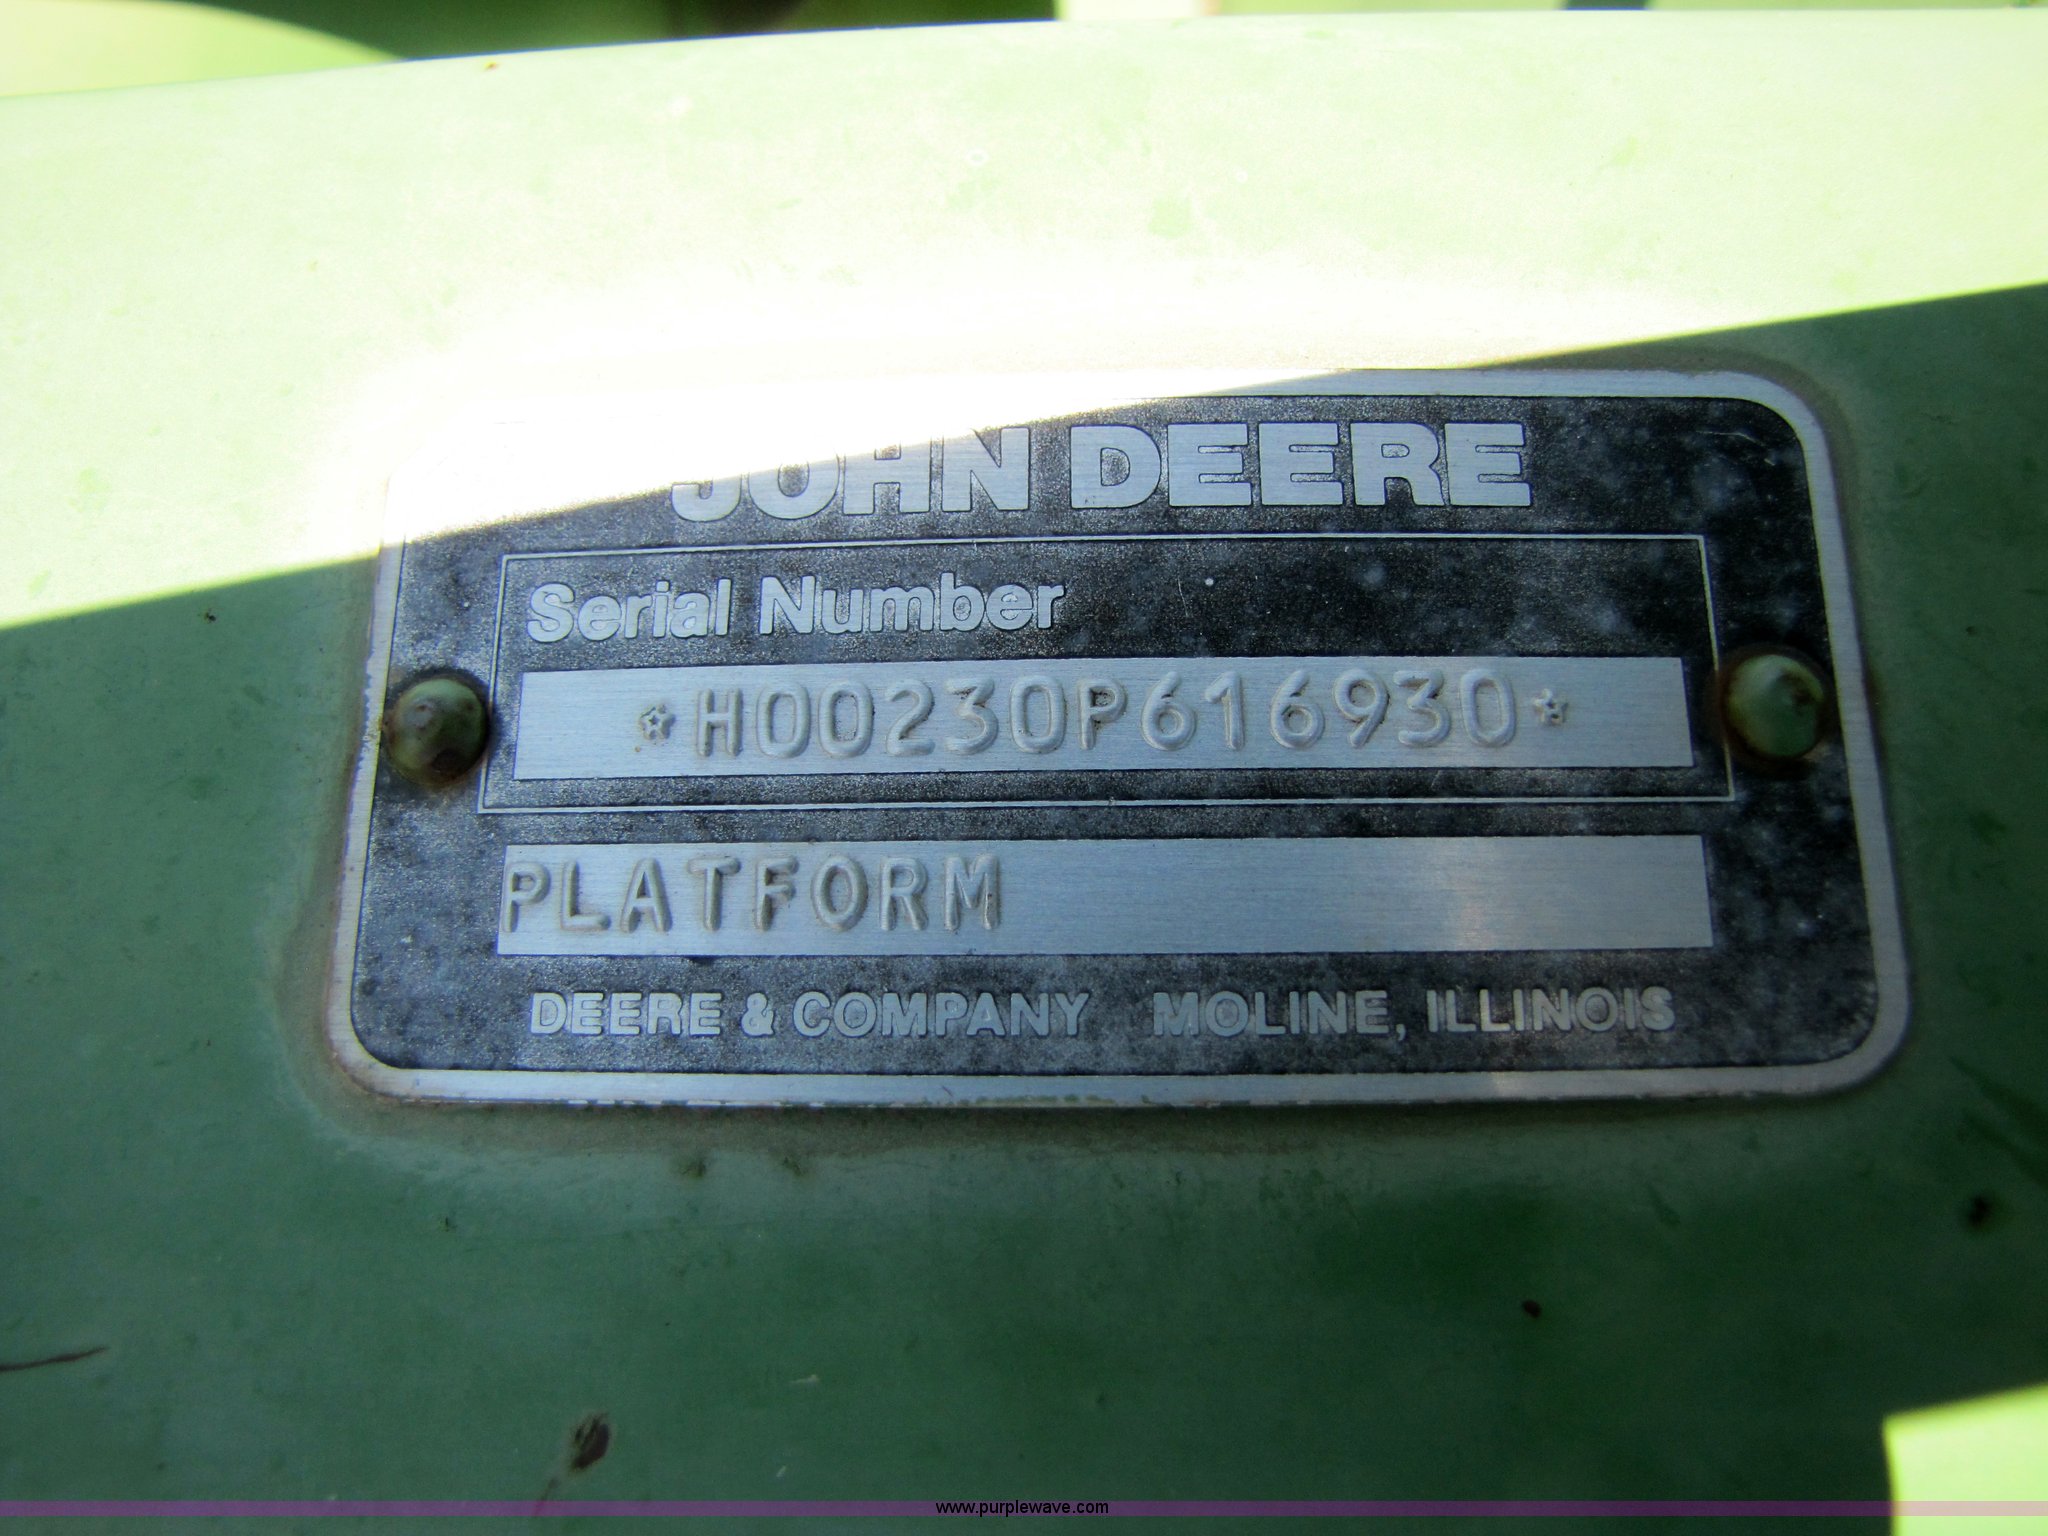 JOHN DEERE
Serial Number
*H00230P616930*
PLATFORM
DEERE & COMPANY MOLINE, ILLINOIS
www.purplewave.com